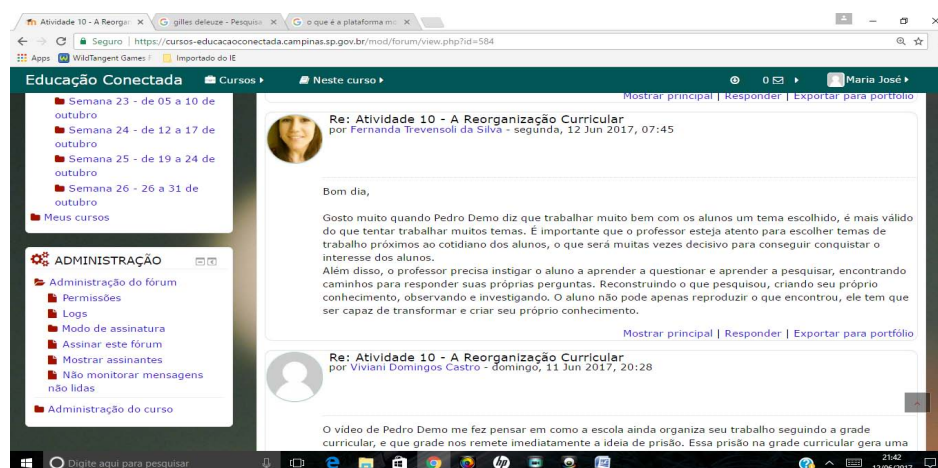 Atividade 10 - A Reorgan
gilles deleuze - Pesquisa
o que é a plataforma mo
Seguro | https://cursos-educacaoconectada.campinas.sp.gov.br/mod/forum/view.php?id=584
Apps WildTangent Games Importado do IE
Educação Conectada Cursos Neste curso 0 Maria José
Semana 23 - de 05 a 10 de
outubro
Semana 24 - de 12 a 17 de
outubro
Semana 25 - de 19 a 24 de
outubro
Semana 26 - 26 a 31 de
outubro
Meus cursos
ADMINISTRAÇÃO
Administração do fórum
Permissões
Logs
Modo de assinatura
Assinar este fórum
Mostrar assinantes
Não monitorar mensagens
não lidas
Administração do curso
Mostrar principal | Responder | Exportar para portfólio
Re: Atividade 10 - A Reorganização Curricular
por Fernanda Trevensoli da Silva - segunda, 12 Jun 2017, 07:45
Bom dia,
Gosto muito quando Pedro Demo diz que trabalhar muito bem com os alunos um tema escolhido, é mais válido
do que tentar trabalhar muitos temas. É importante que o professor esteja atento para escolher temas de
trabalho próximos ao cotidiano dos alunos, o que será muitas vezes decisivo para conseguir conquistar o
interesse dos alunos.
Além disso, o professor precisa instigar o aluno a aprender a questionar e aprender a pesquisar, encontrando
caminhos para responder suas próprias perguntas. Reconstruindo o que pesquisou, criando seu próprio
conhecimento, observando e investigando. O aluno não pode apenas reproduzir o que encontrou, ele tem que
ser capaz de transformar e criar seu próprio conhecimento.
Mostrar principal | Responder | Exportar para portfólio
Re: Atividade 10 - A Reorganização Curricular
por Viviani Domingos Castro - domingo, 11 Jun 2017, 20:28
O vídeo de Pedro Demo me fez pensar em como a escola ainda organiza seu trabalho seguindo a grade
curricular, e que grade nos remete imediatamente a ideia de prisão. Essa prisão na grade curricular gera uma
Digite aqui para pesquisar
21:42
12/06/2017